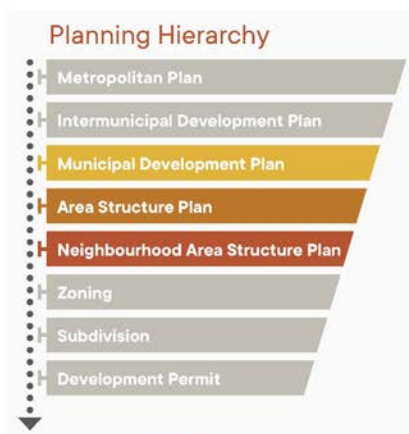 Planning Hierarchy
Metropolitan Plan
Intermunicipal Development Plan
Municipal Development Plan
Area Structure Plan
Neighbourhood Area Structure Plan
Zoning
Subdivision
Development Permit